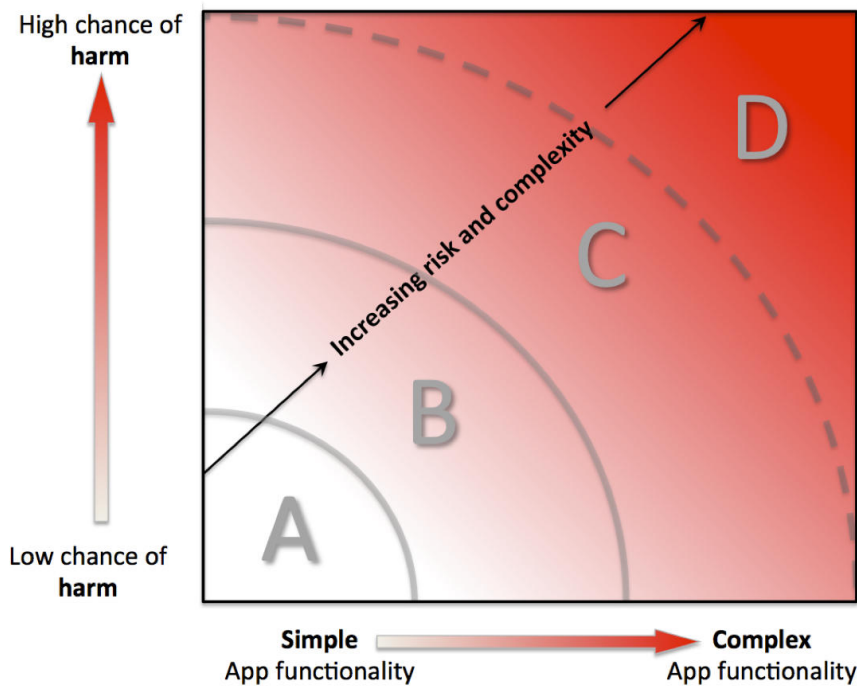 High chance of
harm
D
Increasing risk and complexity
C
B
A
Low chance of
harm
Simple
App functionality
Complex
App functionality